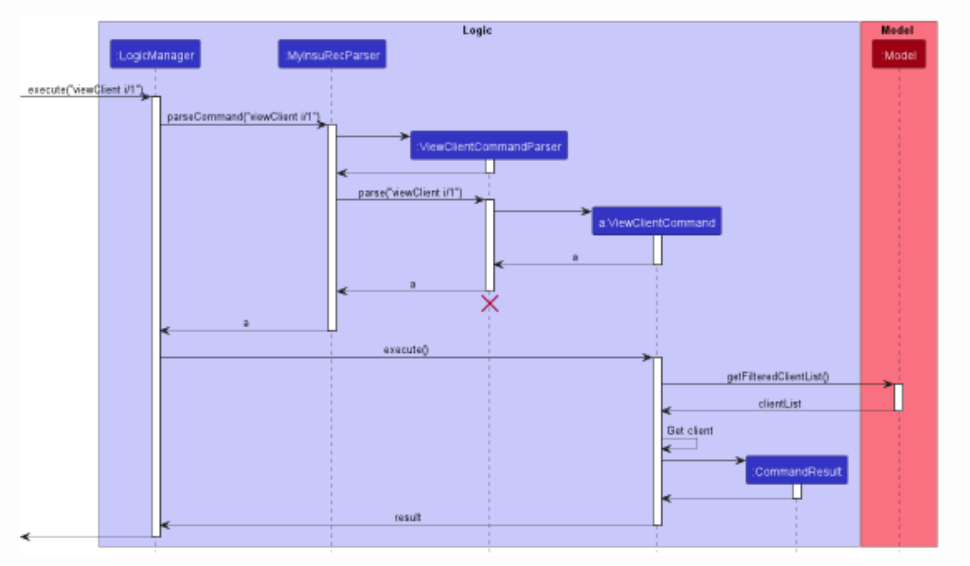 Logic
Model
:LogicManager
:MyInsuRecParser
:Model
execute("viewClient i/1")
parseCommand("viewClient i/1")
:ViewClientCommandParser
parse("viewClient i/1")
a:ViewClientCommand
a
a
a
execute()
getFilteredClientList()
clientList
Get client
:CommandResult
result